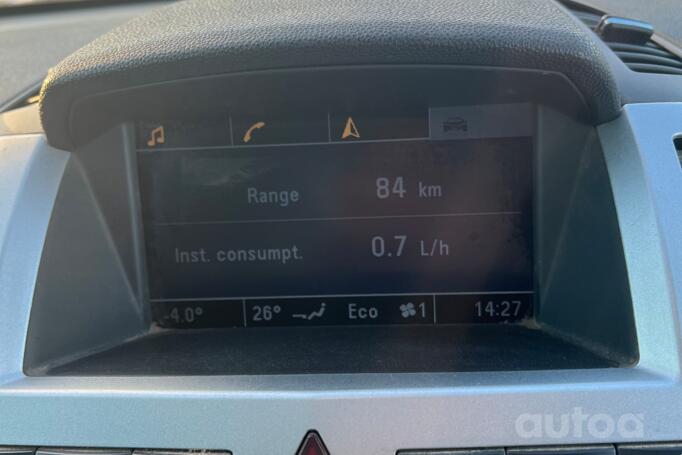 Range 84 km
Inst. consumpt. 0.7 L/h
-4.0° 26° Eco 1 14:27
autoa